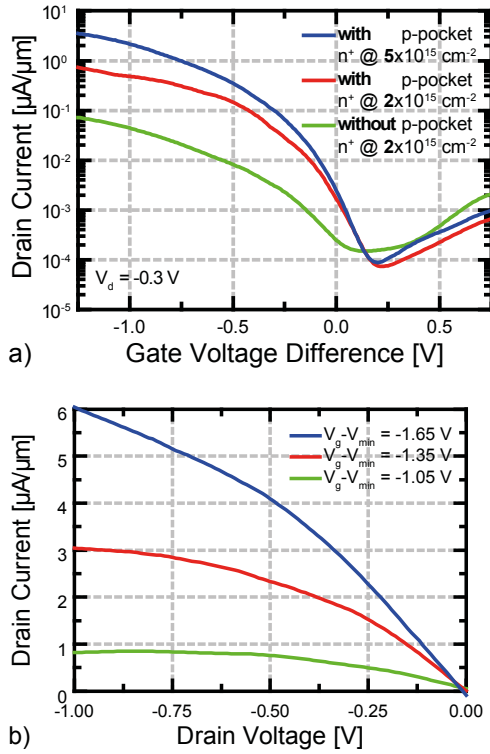 a)
Drain Current [µA/µm]
10¹
10⁰
10⁻¹
10⁻²
10⁻³
10⁻⁴
10⁻⁵
with p-pocket
n⁺ @ 5x10¹⁵ cm⁻²
with p-pocket
n⁺ @ 2x10¹⁵ cm⁻²
without p-pocket
n⁺ @ 2x10¹⁵ cm⁻²
V_d = -0.3 V
-1.0 -0.5 0.0 0.5
Gate Voltage Difference [V]
b)
Drain Current [µA/µm]
6
5
4
3
2
1
0
V_g-V_min = -1.65 V
V_g-V_min = -1.35 V
V_g-V_min = -1.05 V
-1.00 -0.75 -0.50 -0.25 0.00
Drain Voltage [V]